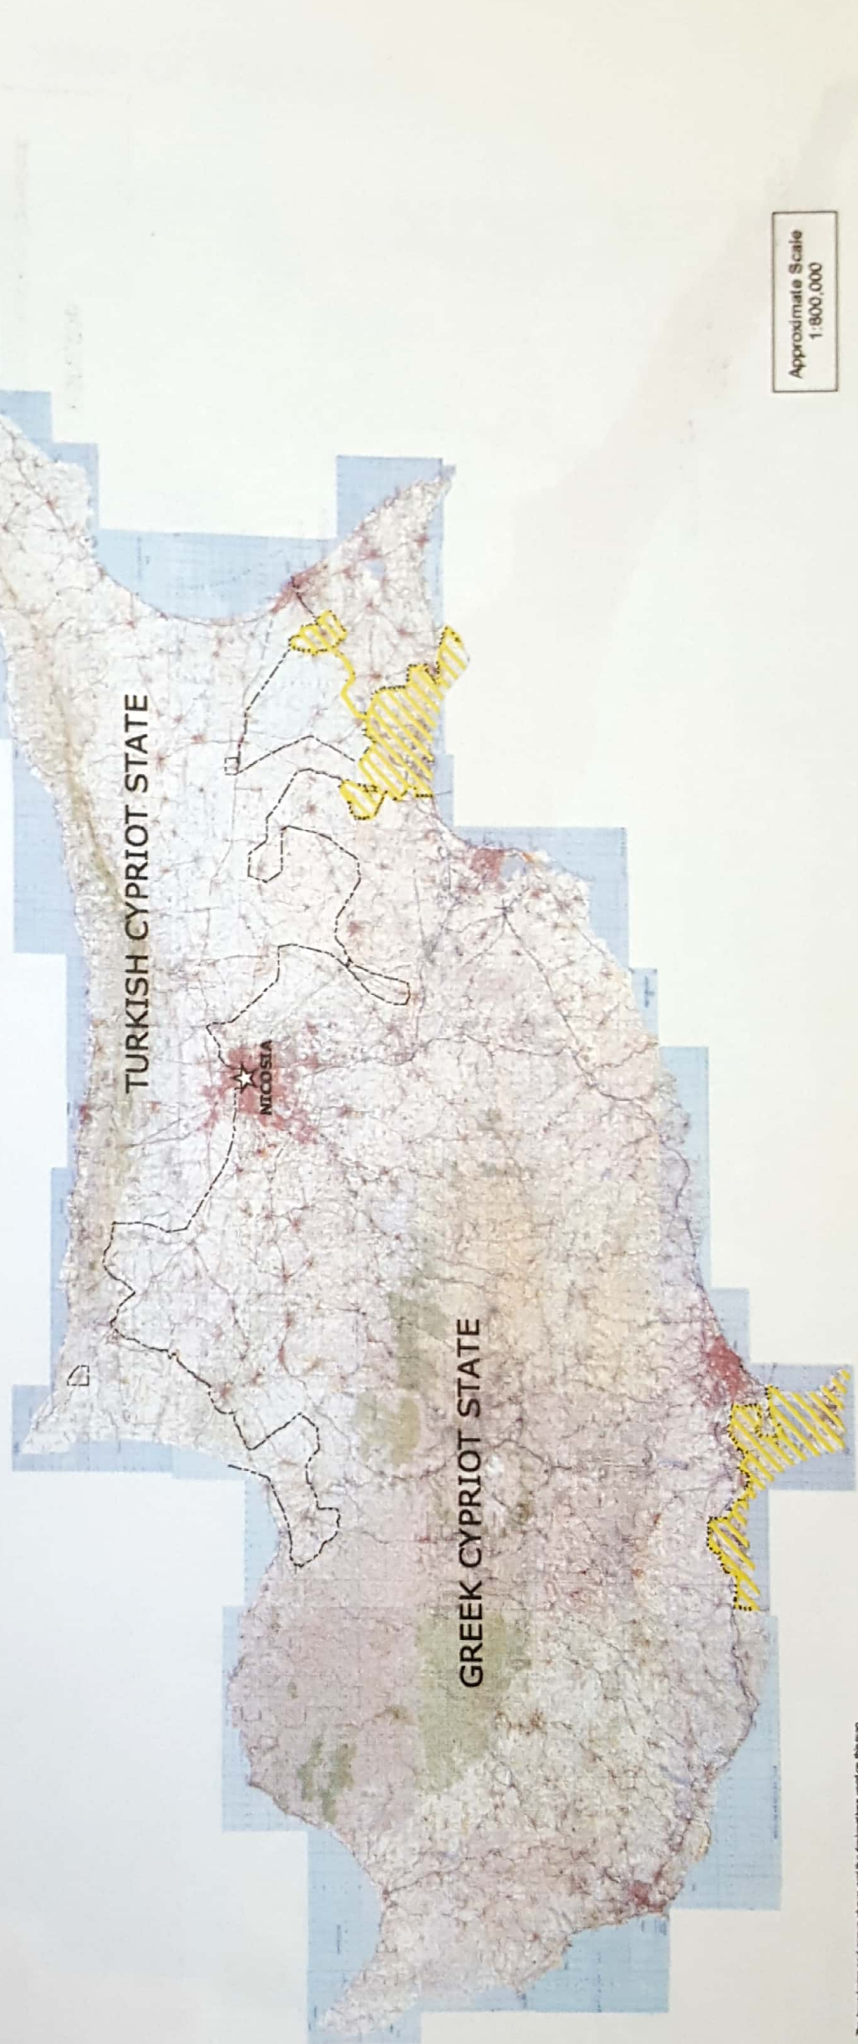 TURKISH CYPRIOT STATE
NICOSIA
GREEK CYPRIOT STATE
Approximate Scale
1:800,000